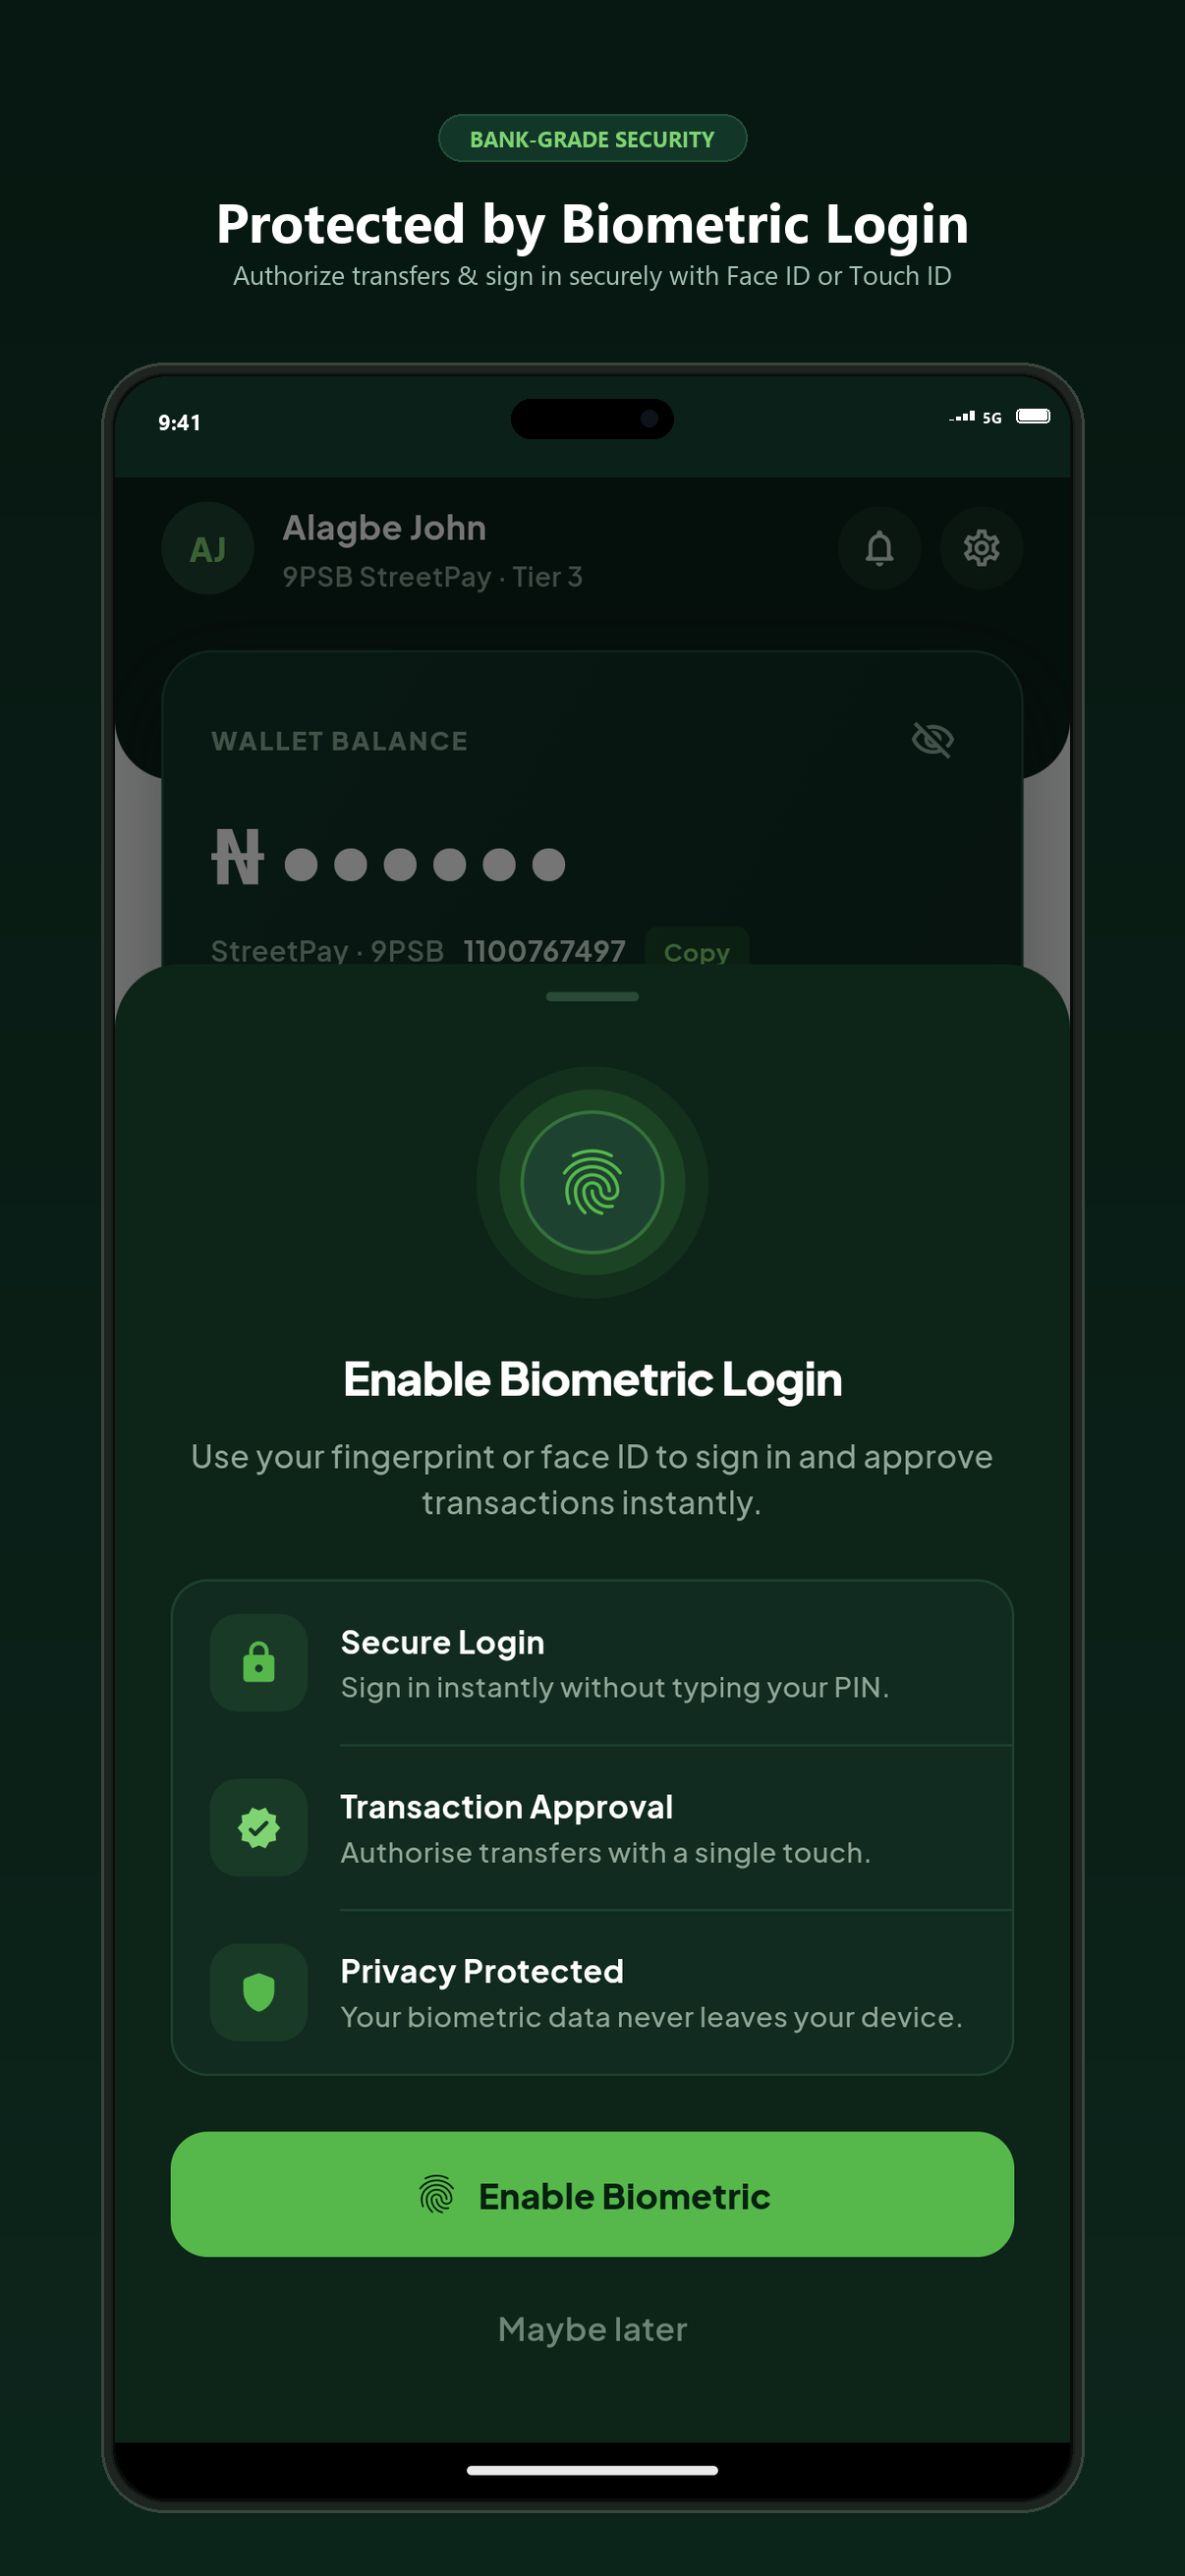 BANK-GRADE SECURITY
Protected by Biometric Login
Authorize transfers & sign in securely with Face ID or Touch ID
9:41
5G
AJ
Alagbe John
9PSB StreetPay · Tier 3
WALLET BALANCE
₦ ●●●●●●
StreetPay · 9PSB 1100767497 Copy
Enable Biometric Login
Use your fingerprint or face ID to sign in and approve
transactions instantly.
Secure Login
Sign in instantly without typing your PIN.
Transaction Approval
Authorise transfers with a single touch.
Privacy Protected
Your biometric data never leaves your device.
Enable Biometric
Maybe later